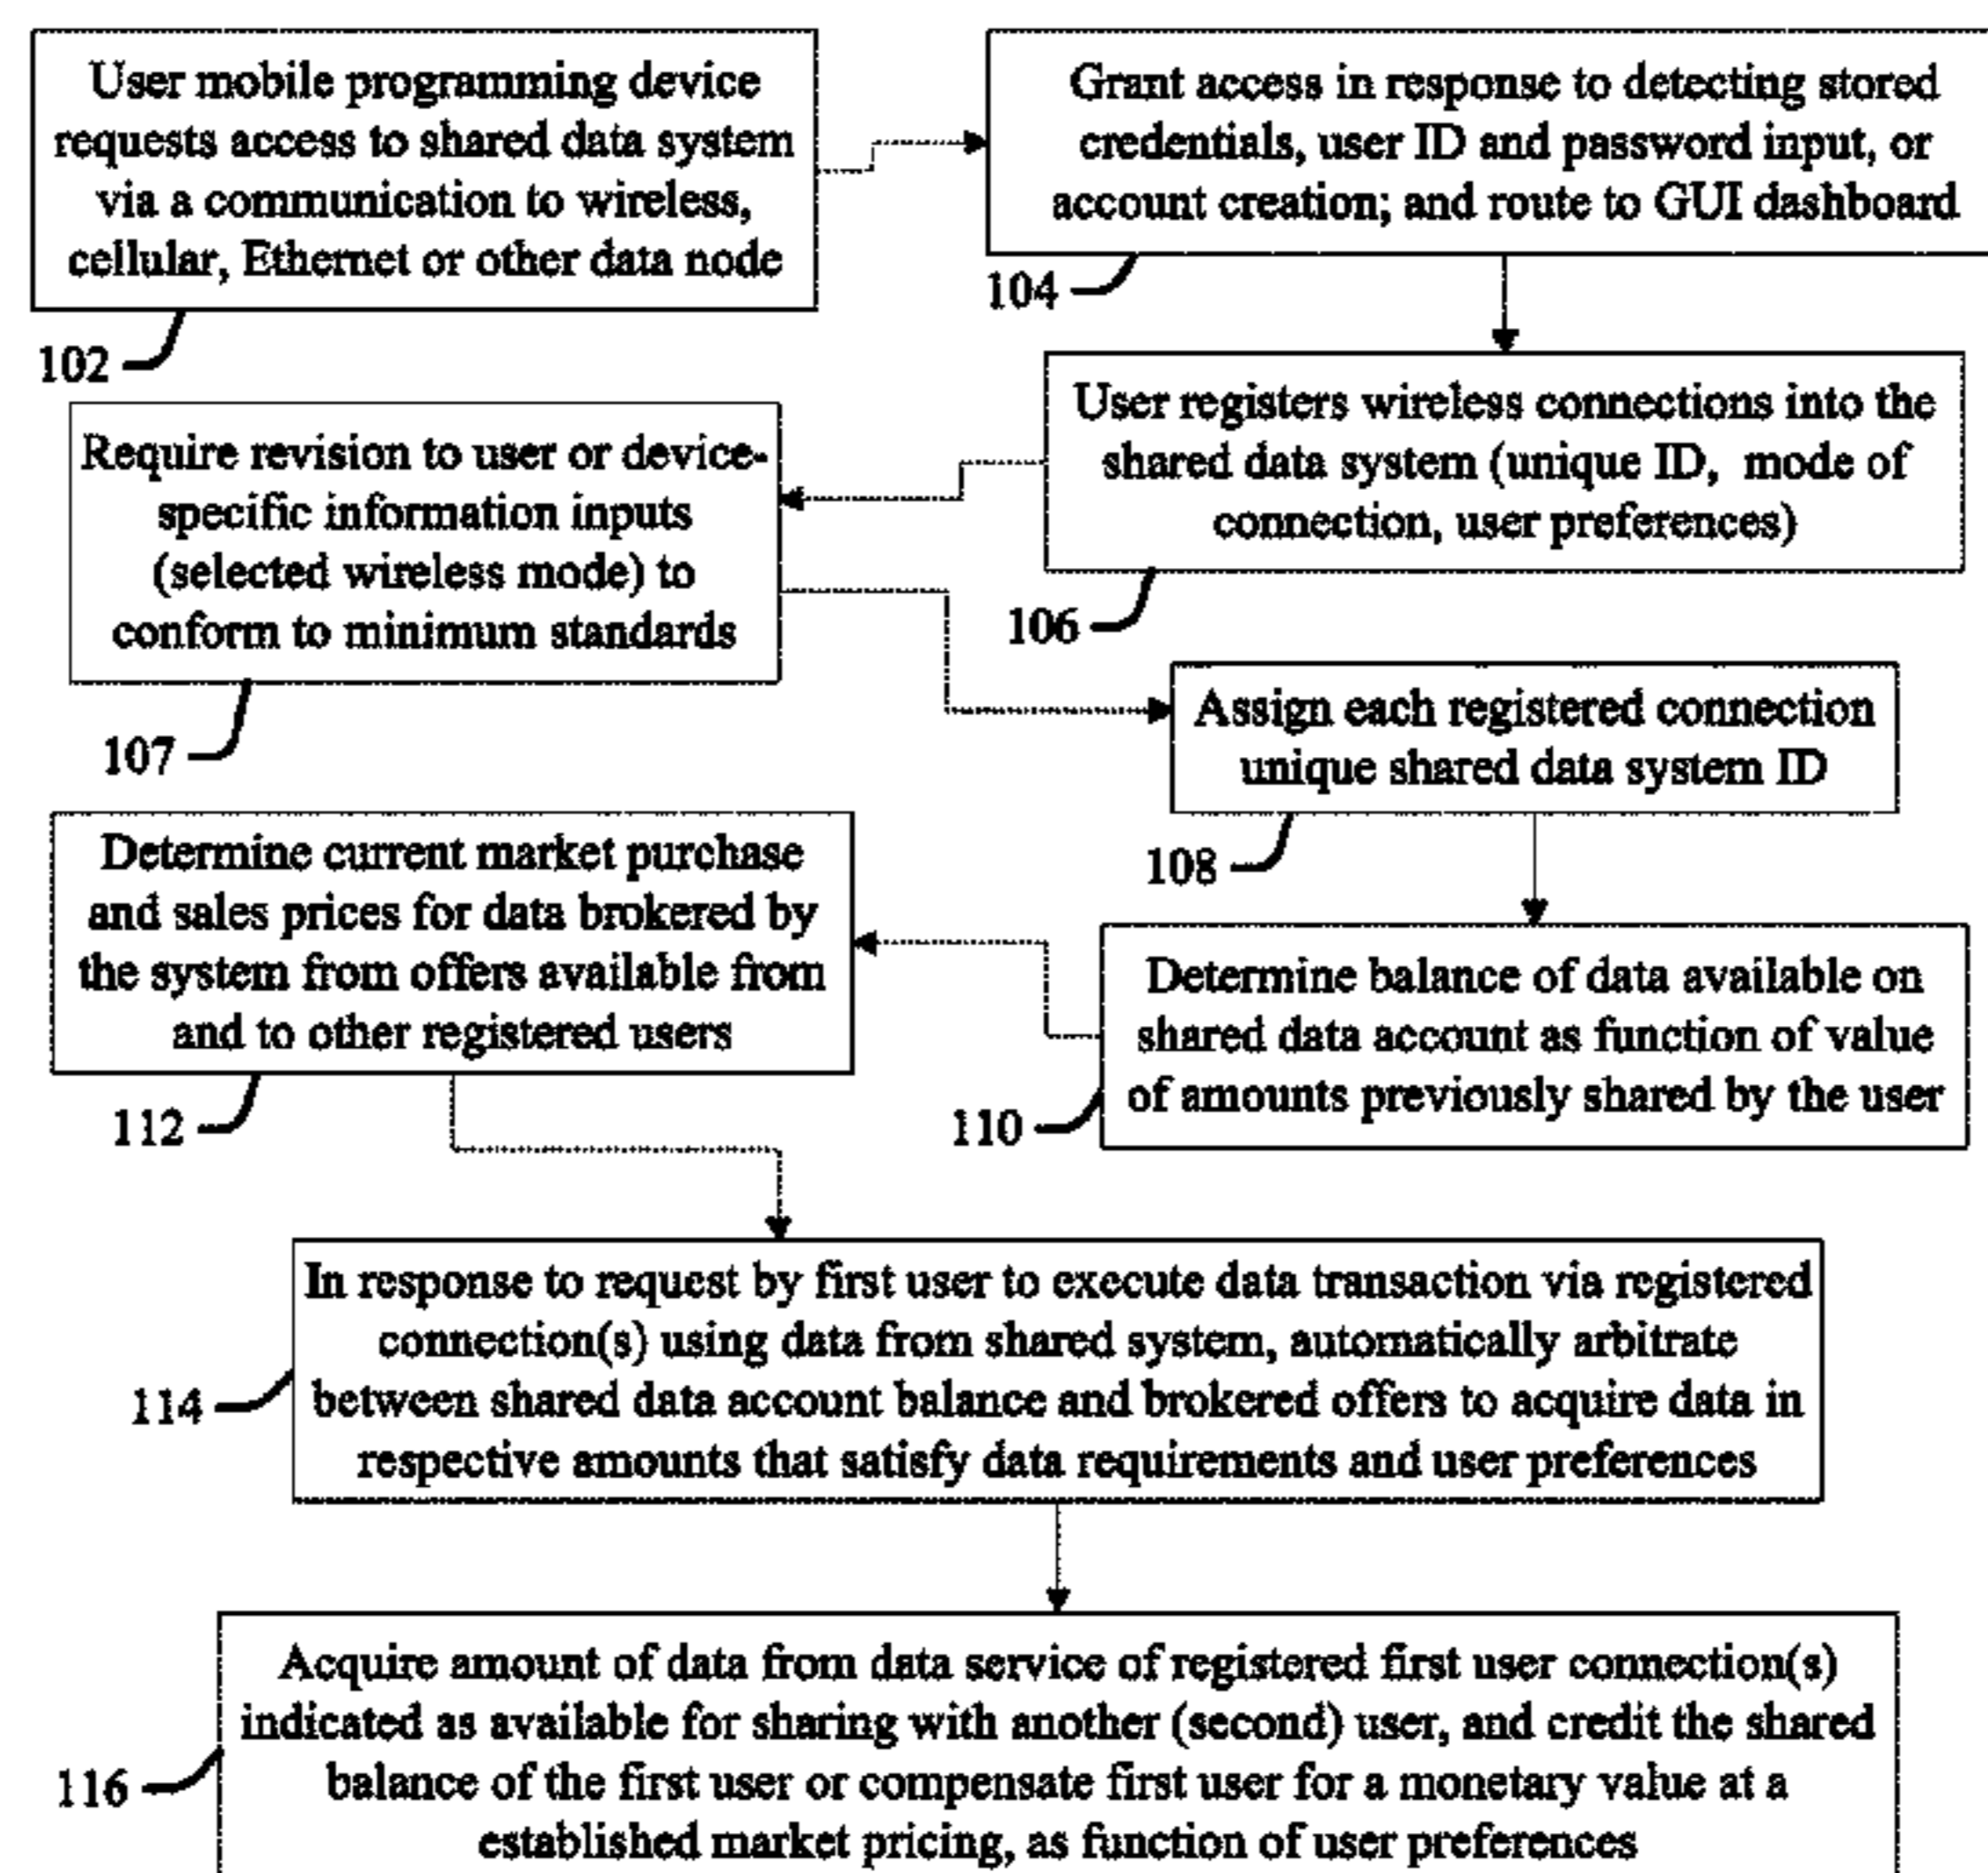 User mobile programming device
requests access to shared data system
via a communication to wireless,
cellular, Ethernet or other data node
102
Grant access in response to detecting stored
credentials, user ID and password input, or
account creation; and route to GUI dashboard
104
User registers wireless connections into the
shared data system (unique ID, mode of
connection, user preferences)
106
Require revision to user or device-
specific information inputs
(selected wireless mode) to
conform to minimum standards
107
Assign each registered connection
unique shared data system ID
108
Determine balance of data available on
shared data account as function of value
of amounts previously shared by the user
110
Determine current market purchase
and sales prices for data brokered by
the system from offers available from
and to other registered users
112
In response to request by first user to execute data transaction via registered
connection(s) using data from shared system, automatically arbitrate
between shared data account balance and brokered offers to acquire data in
respective amounts that satisfy data requirements and user preferences
114
Acquire amount of data from data service of registered first user connection(s)
indicated as available for sharing with another (second) user, and credit the shared
balance of the first user or compensate first user for a monetary value at a
established market pricing, as function of user preferences
116